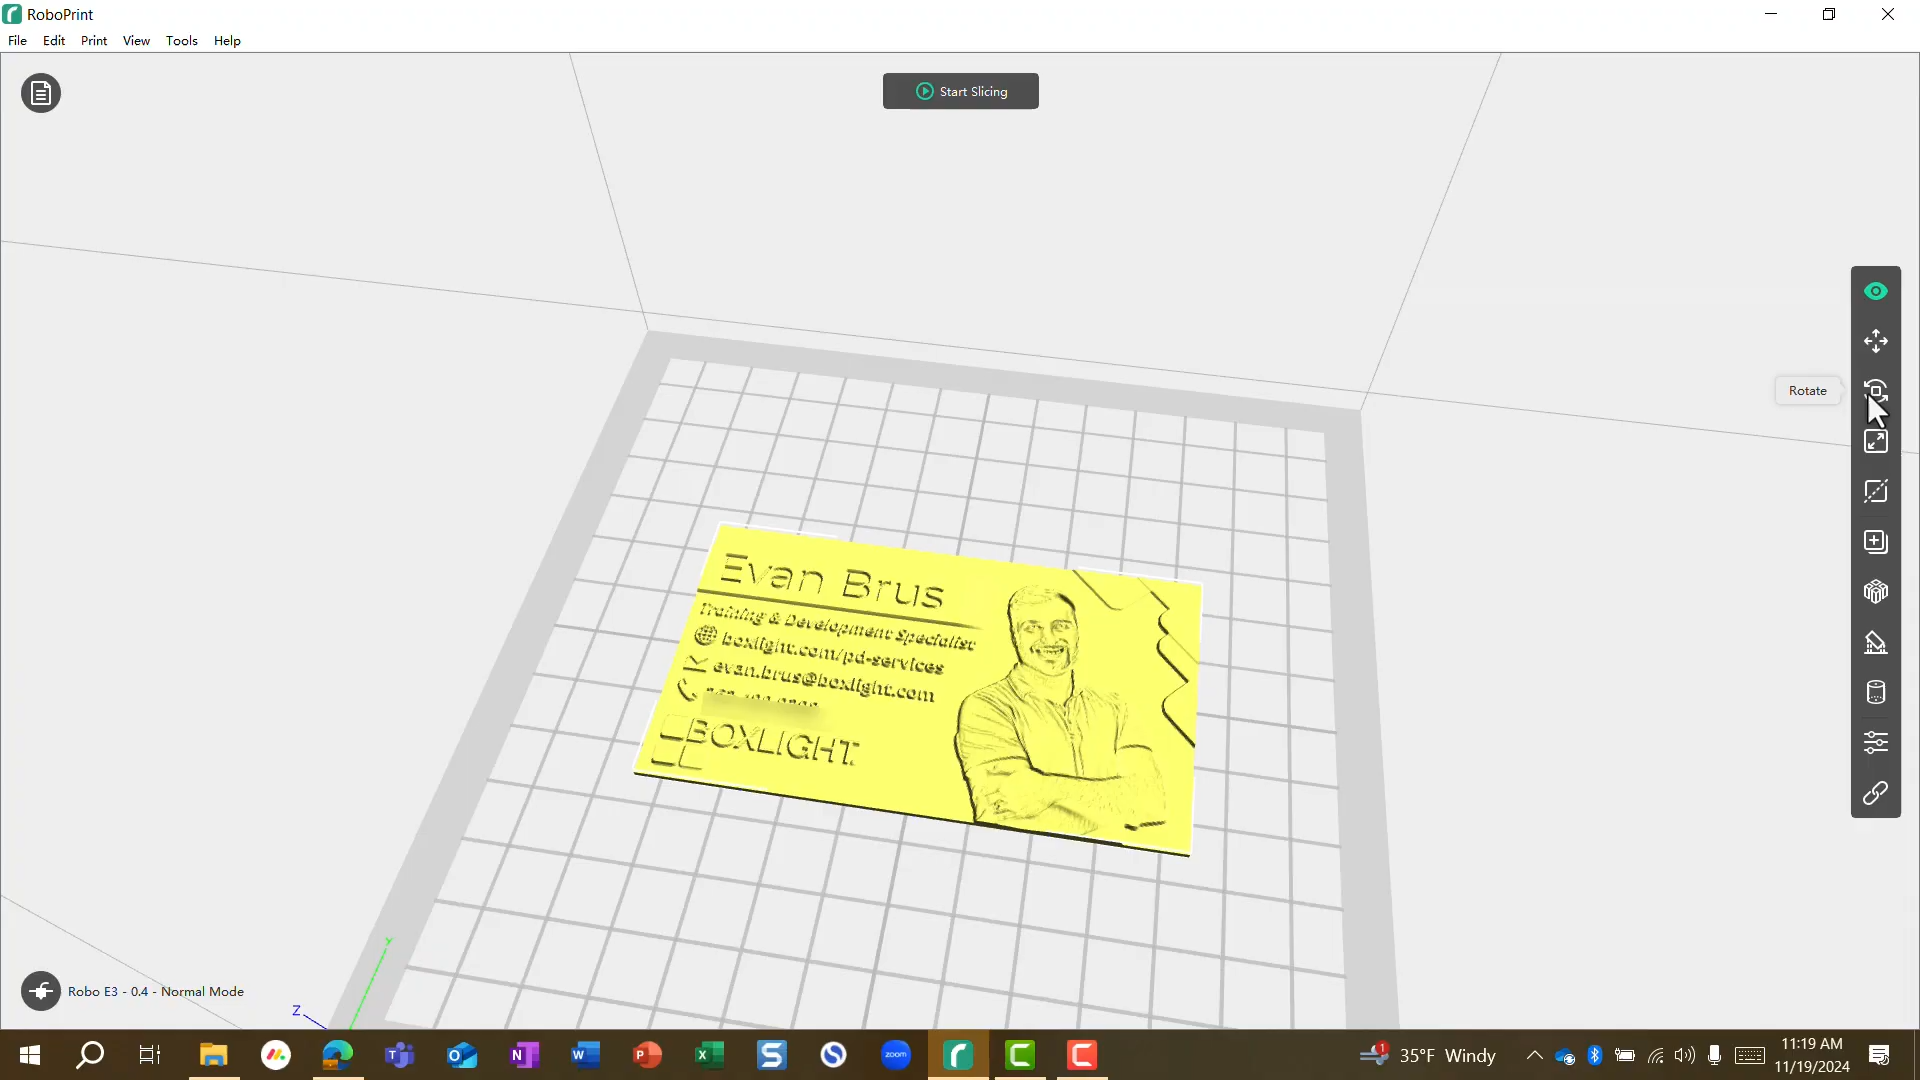 RoboPrint
File Edit Print View Tools Help
Start Slicing
Rotate
Evan Brus
Training & Development Specialist
boxlight.com/pd-services
evan.brus@boxlight.com
BOXLIGHT
Y
Z
Robo E3 - 0.4 - Normal Mode
zoom
1
35°F Windy
11:19 AM
11/19/2024